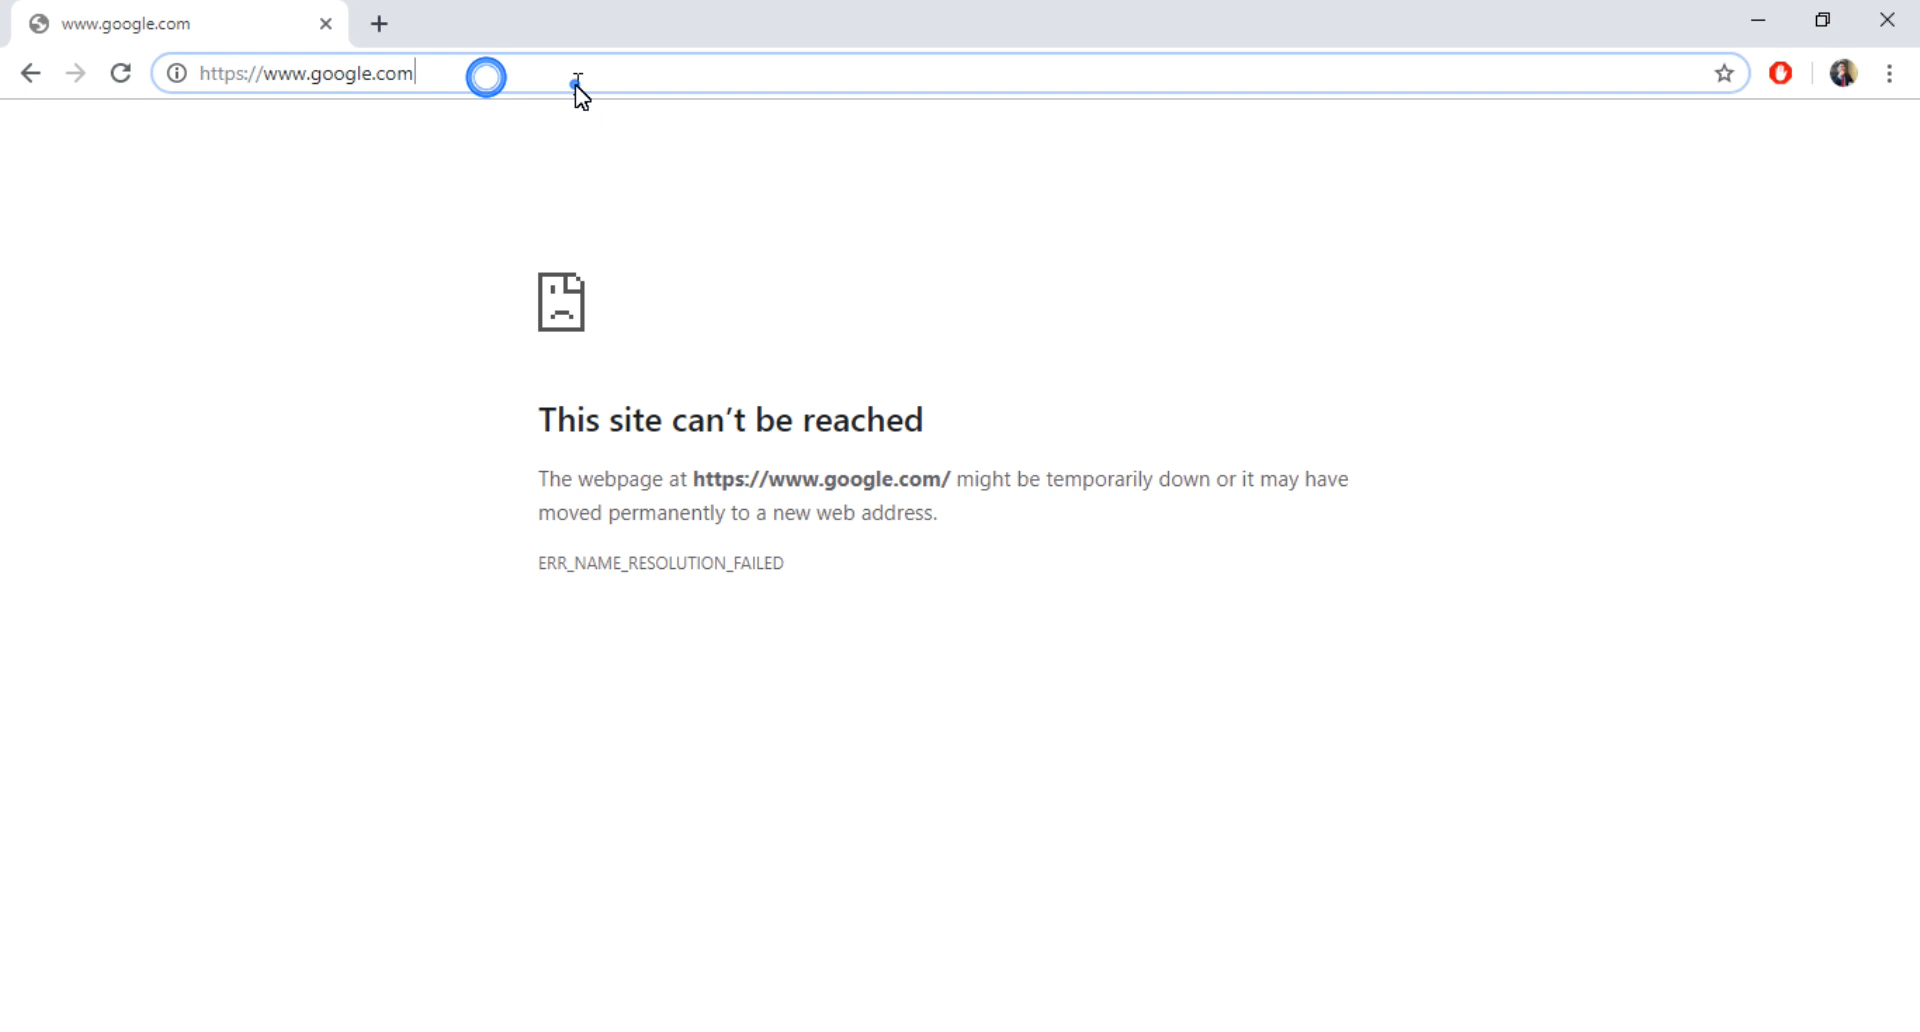 www.google.com
https://www.google.com
This site can’t be reached
The webpage at https://www.google.com/ might be temporarily down or it may have
moved permanently to a new web address.
ERR_NAME_RESOLUTION_FAILED